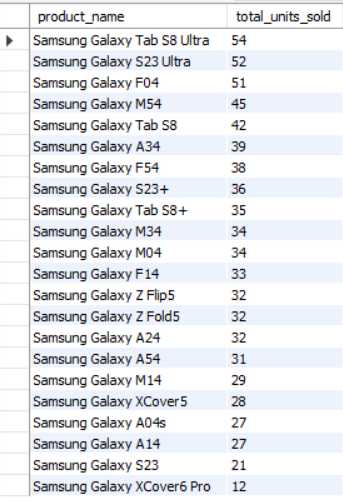 product_name total_units_sold
Samsung Galaxy Tab S8 Ultra 54
Samsung Galaxy S23 Ultra 52
Samsung Galaxy F04 51
Samsung Galaxy M54 45
Samsung Galaxy Tab S8 42
Samsung Galaxy A34 39
Samsung Galaxy F54 38
Samsung Galaxy S23+ 36
Samsung Galaxy Tab S8+ 35
Samsung Galaxy M34 34
Samsung Galaxy M04 34
Samsung Galaxy F14 33
Samsung Galaxy Z Flip5 32
Samsung Galaxy Z Fold5 32
Samsung Galaxy A24 32
Samsung Galaxy A54 31
Samsung Galaxy M14 29
Samsung Galaxy XCover5 28
Samsung Galaxy A04s 27
Samsung Galaxy A14 27
Samsung Galaxy S23 21
Samsung Galaxy XCover6 Pro 12